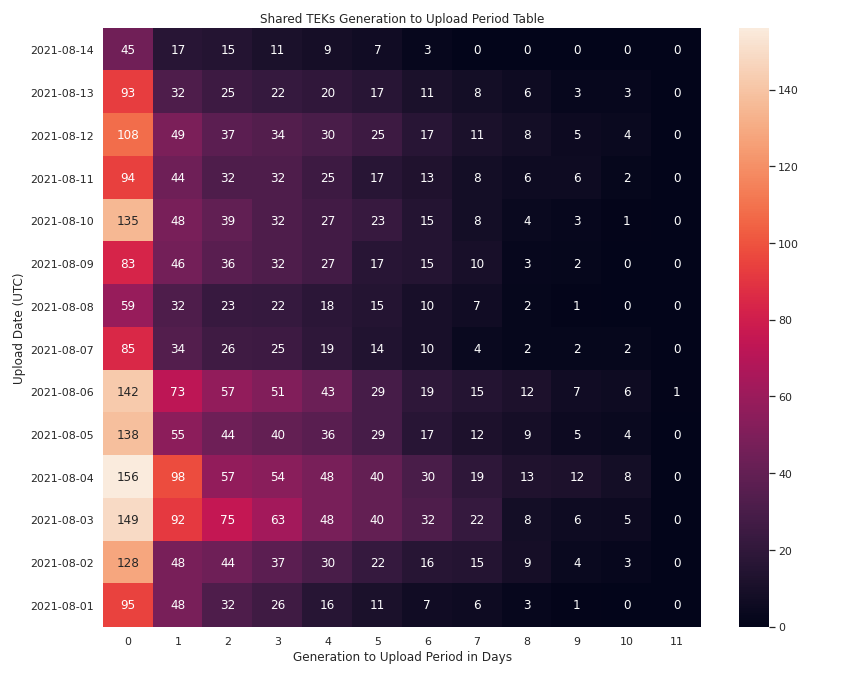 Shared TEKs Generation to Upload Period Table
Upload Date (UTC)
2021-08-14 45 17 15 11 9 7 3 0 0 0 0 0
2021-08-13 93 32 25 22 20 17 11 8 6 3 3 0
2021-08-12 108 49 37 34 30 25 17 11 8 5 4 0
2021-08-11 94 44 32 32 25 17 13 8 6 6 2 0
2021-08-10 135 48 39 32 27 23 15 8 4 3 1 0
2021-08-09 83 46 36 32 27 17 15 10 3 2 0 0
2021-08-08 59 32 23 22 18 15 10 7 2 1 0 0
2021-08-07 85 34 26 25 19 14 10 4 2 2 2 0
2021-08-06 142 73 57 51 43 29 19 15 12 7 6 1
2021-08-05 138 55 44 40 36 29 17 12 9 5 4 0
2021-08-04 156 98 57 54 48 40 30 19 13 12 8 0
2021-08-03 149 92 75 63 48 40 32 22 8 6 5 0
2021-08-02 128 48 44 37 30 22 16 15 9 4 3 0
2021-08-01 95 48 32 26 16 11 7 6 3 1 0 0
0 1 2 3 4 5 6 7 8 9 10 11
Generation to Upload Period in Days
140
120
100
80
60
40
20
0